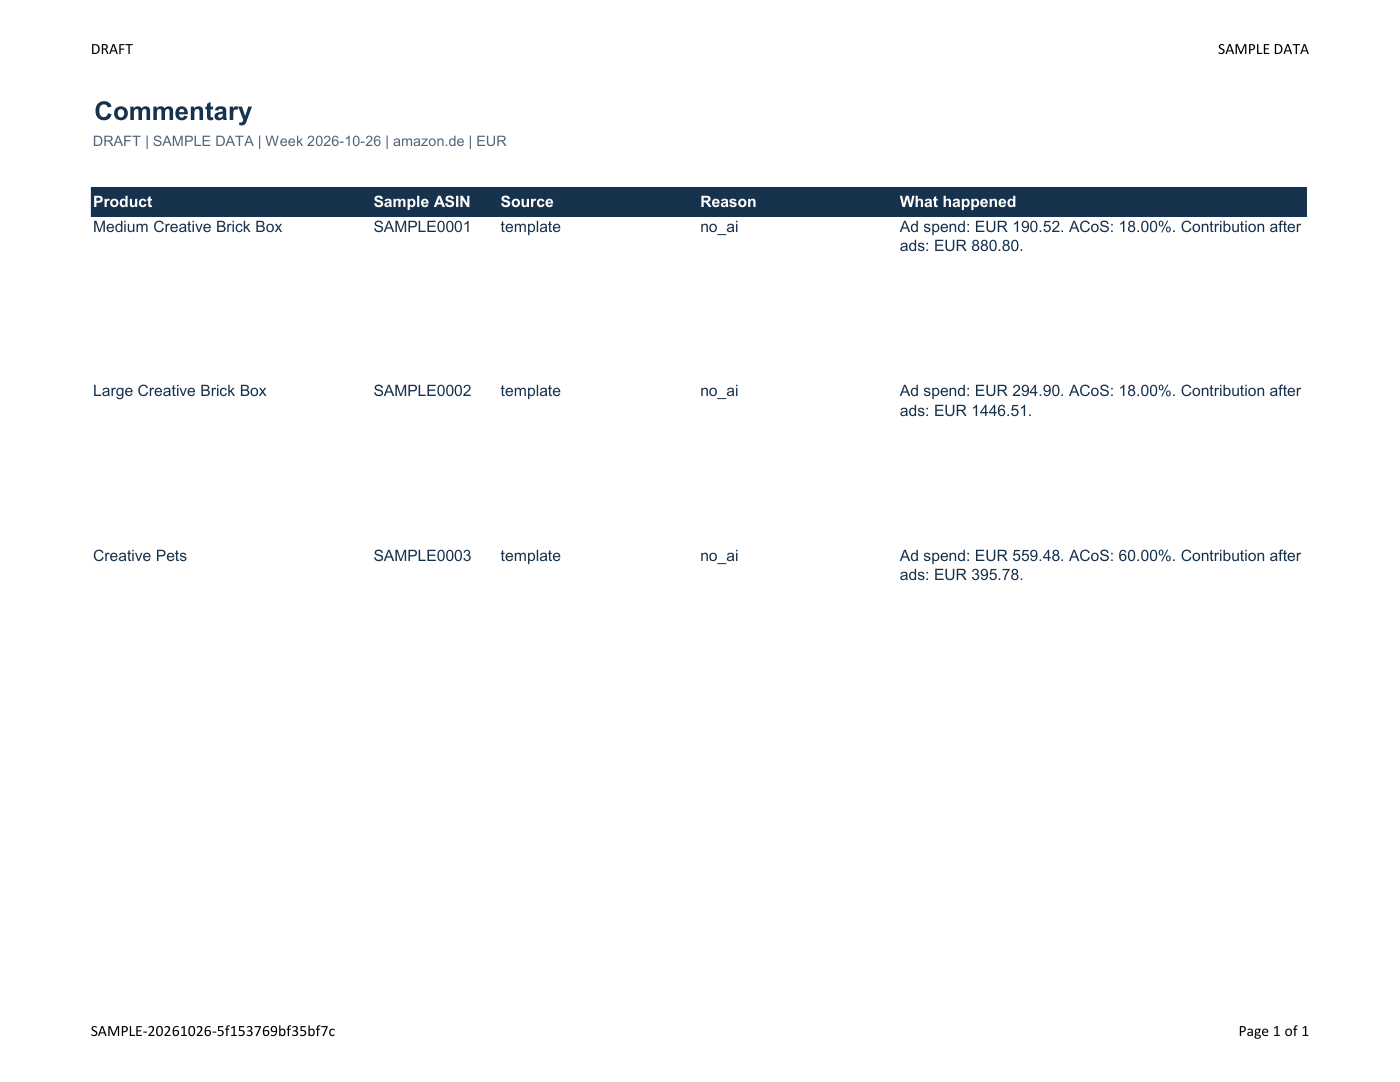 DRAFT SAMPLE DATA
Commentary
DRAFT | SAMPLE DATA | Week 2026-10-26 | amazon.de | EUR
Product Sample ASIN Source Reason What happened
Medium Creative Brick Box SAMPLE0001 template no_ai Ad spend: EUR 190.52. ACoS: 18.00%. Contribution after
ads: EUR 880.80.
Large Creative Brick Box SAMPLE0002 template no_ai Ad spend: EUR 294.90. ACoS: 18.00%. Contribution after
ads: EUR 1446.51.
Creative Pets SAMPLE0003 template no_ai Ad spend: EUR 559.48. ACoS: 60.00%. Contribution after
ads: EUR 395.78.
SAMPLE-20261026-5f153769bf35bf7c Page 1 of 1